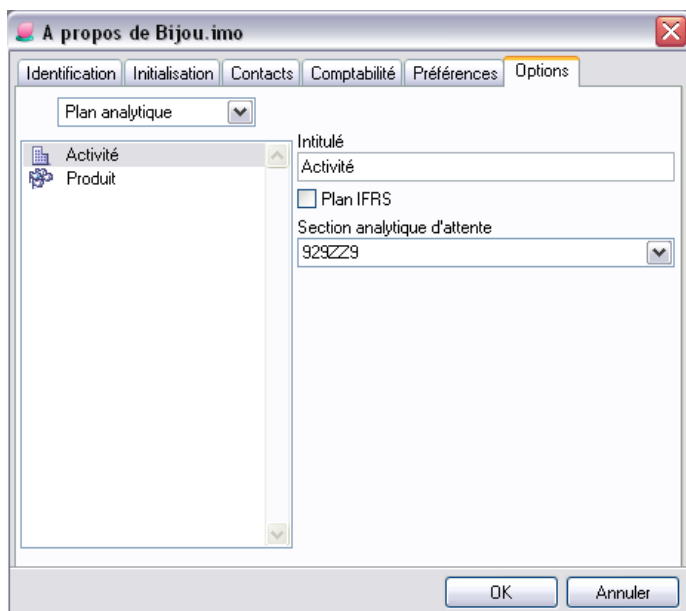 A propos de Bijou.imo
Identification Initialisation Contacts Comptabilité Préférences Options
Plan analytique
Activité
Produit
Intitulé
Activité
Plan IFRS
Section analytique d'attente
929ZZ9
OK Annuler